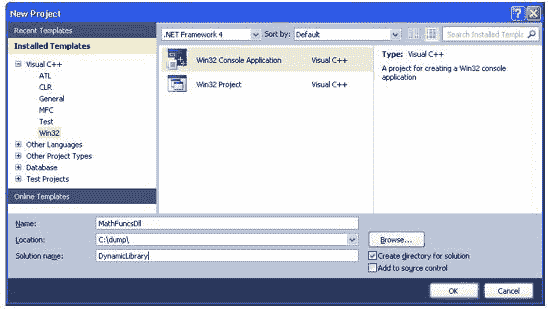 New Project
Recent Templates
Installed Templates
Visual C++
ATL
CLR
General
MFC
Test
Win32
Other Languages
Other Project Types
Database
Test Projects
Online Templates
.NET Framework 4
Sort by:
Default
Search Installed Templa
Win32 Console Application
Visual C++
Win32 Project
Visual C++
Type: Visual C++
A project for creating a Win32 console
application
Name:
MathFuncsDll
Location:
C:\dump\
Browse...
Solution name:
DynamicLibrary
Create directory for solution
Add to source control
OK
Cancel